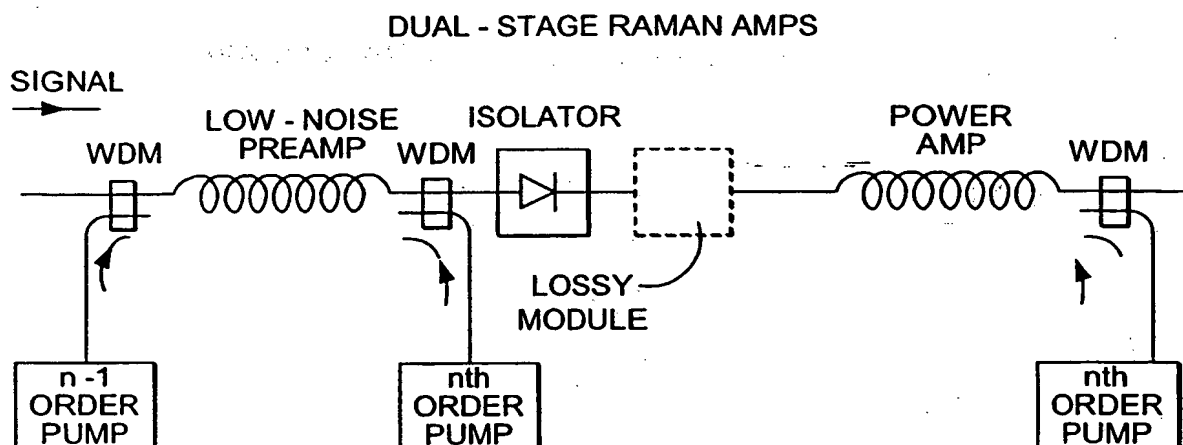 DUAL - STAGE RAMAN AMPS
SIGNAL
LOW - NOISE
PREAMP
ISOLATOR
POWER
AMP
WDM
WDM
WDM
LOSSY
MODULE
n -1
ORDER
PUMP
nth
ORDER
PUMP
nth
ORDER
PUMP